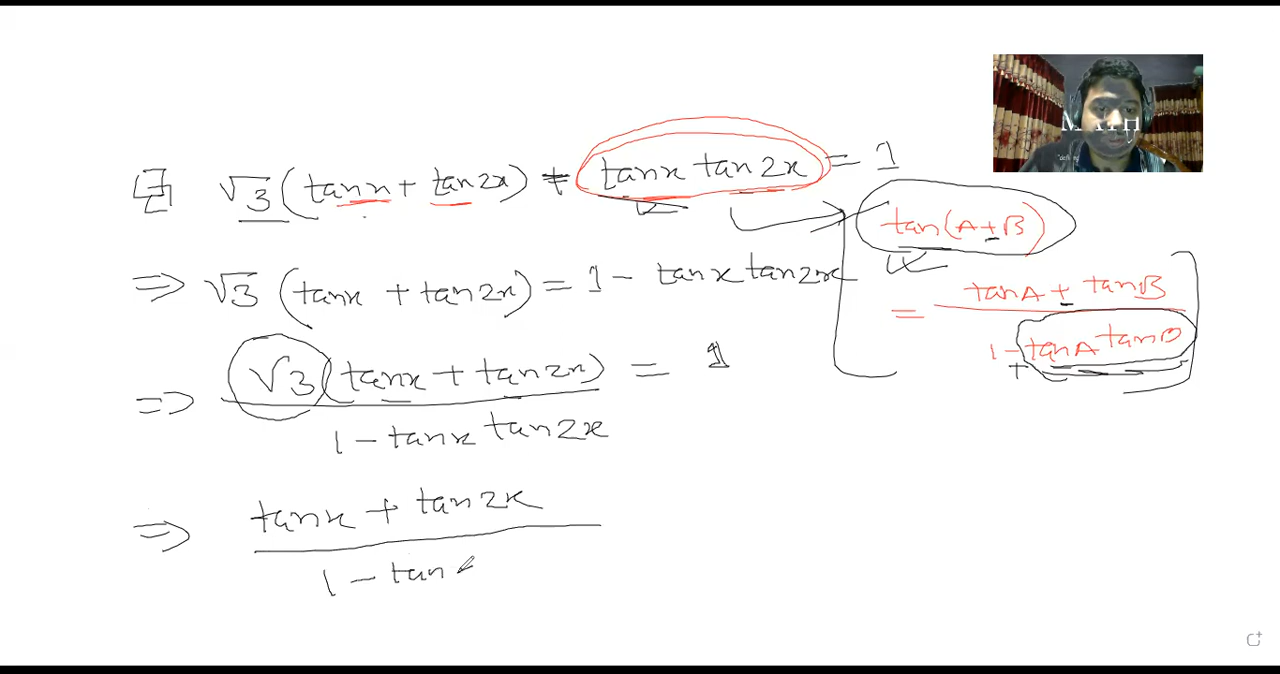 √3 (tanx + tan2x) + tanx tan2x = 1
tan(A+B)
⇒ √3 (tanx + tan2x) = 1 - tanx tan2x
= (tanA + tanB) / (1 - tanA tanB)
+
⇒ √3 (tanx + tan2x) / (1 - tanx tan2x) = 1
⇒ tanx + tan2x
1 - tan
MATH